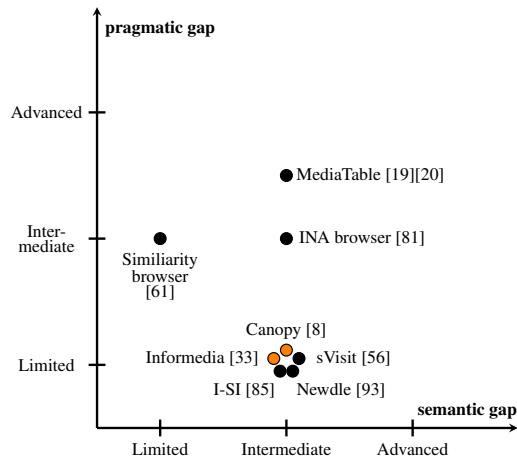 pragmatic gap
Advanced
MediaTable [19][20]
Inter-
mediate
INA browser [81]
Similiarity
browser
[61]
Canopy [8]
Informedia [33]
sVisit [56]
Limited
I-SI [85]
Newdle [93]
semantic gap
Limited
Intermediate
Advanced